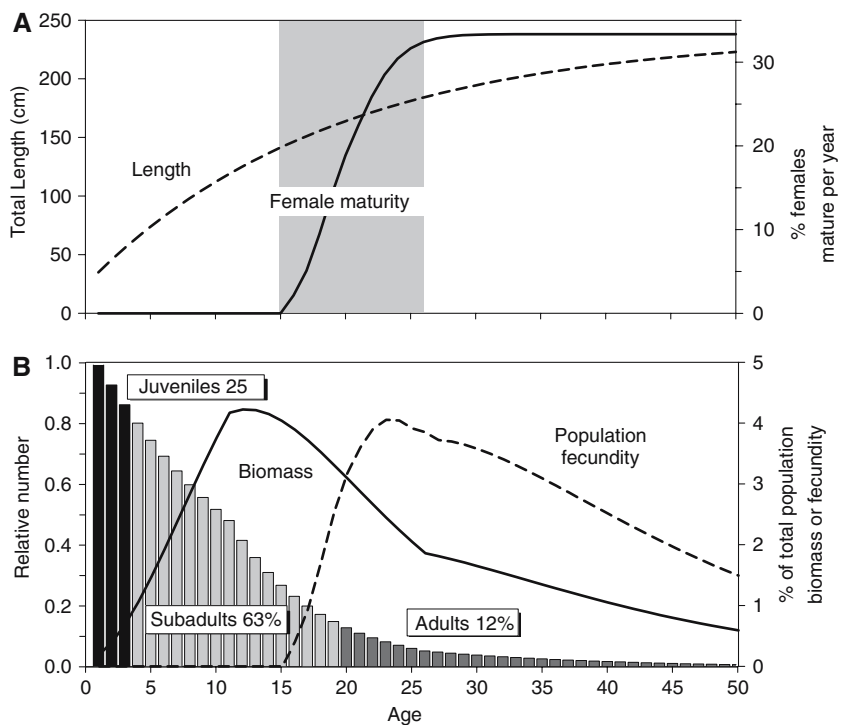 A
250
200
150
100
50
0
Total Length (cm)
Length
Female maturity
30
20
10
0
% females
mature per year
B
1.0
0.8
0.6
0.4
0.2
0.0
Relative number
Juveniles 25
Biomass
Population
fecundity
Subadults 63%
Adults 12%
5
4
3
2
1
0
% of total population
biomass or fecundity
0 5 10 15 20 25 30 35 40 45 50
Age